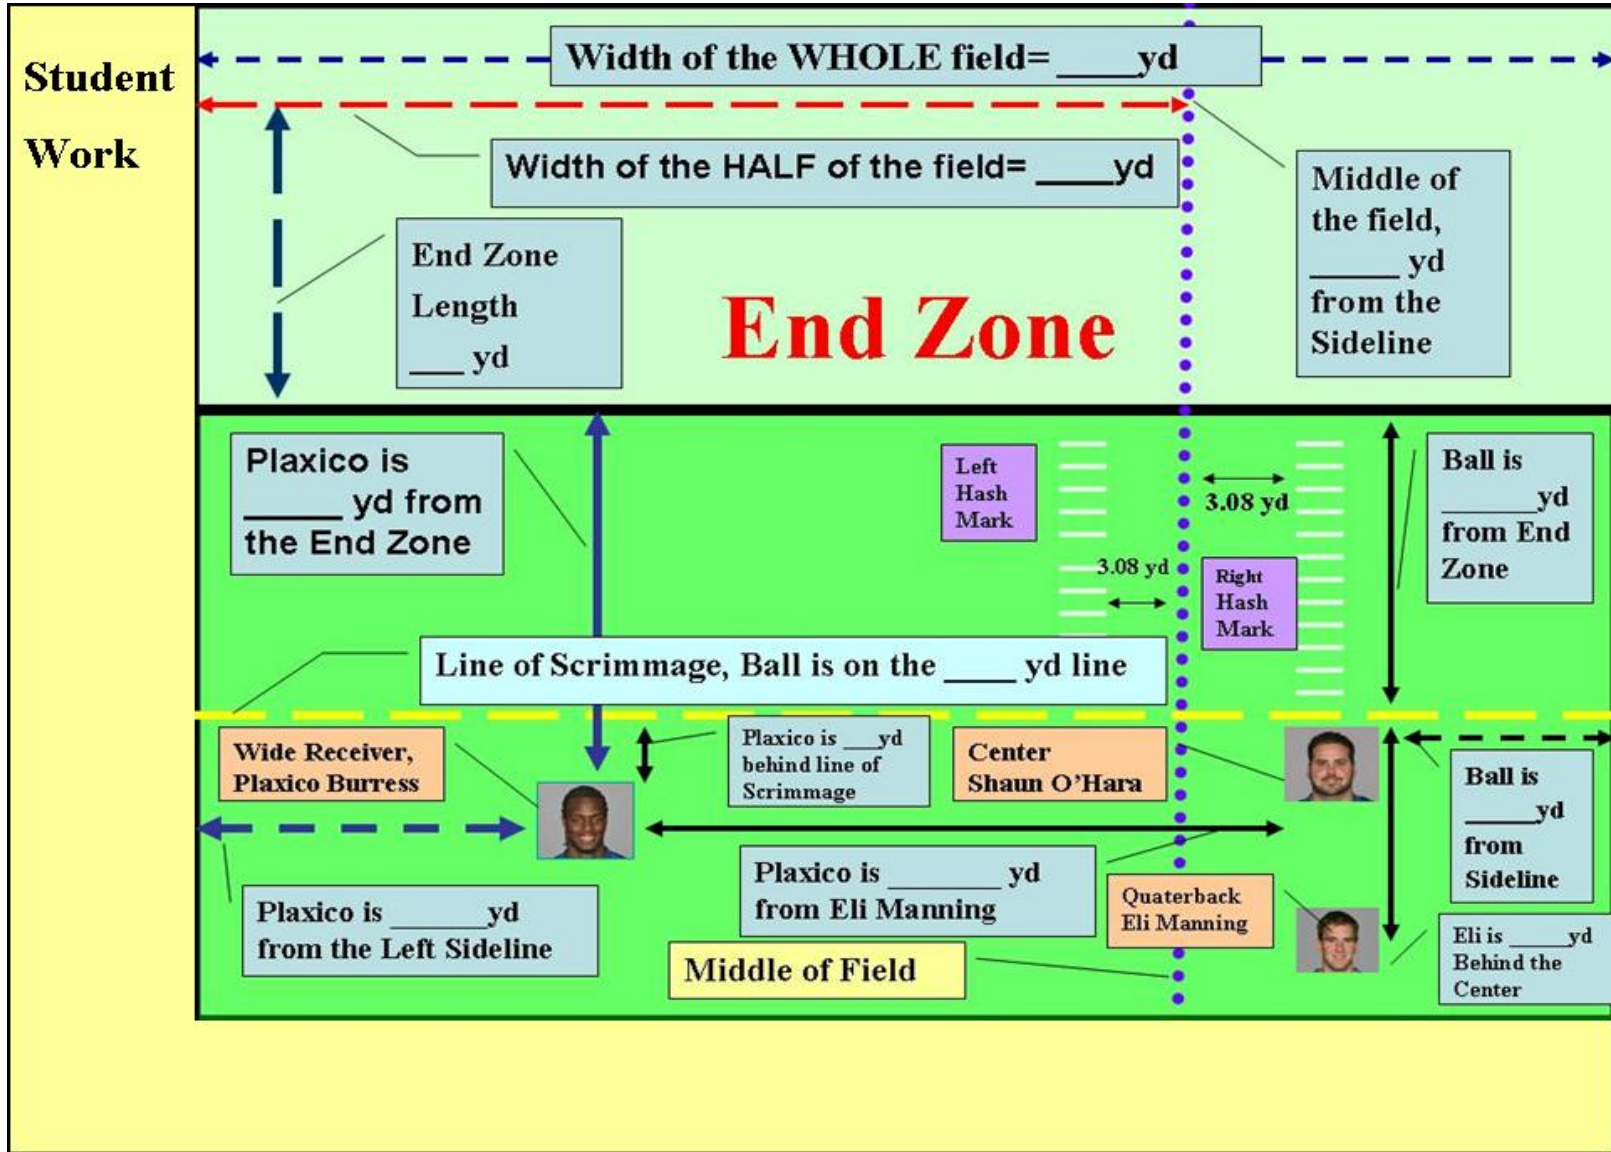 Student
Work
Width of the WHOLE field= ____yd
Width of the HALF of the field= ____yd
Middle of
the field,
_____ yd
from the
Sideline
End Zone
Length
___ yd
End Zone
Plaxico is
_____ yd from
the End Zone
Left
Hash
Mark
3.08 yd
Ball is
______yd
from End
Zone
3.08 yd
Right
Hash
Mark
Line of Scrimmage, Ball is on the ____ yd line
Wide Receiver,
Plaxico Burress
Plaxico is ___yd
behind line of
Scrimmage
Center
Shaun O'Hara
Ball is
_____yd
from
Sideline
Plaxico is ______yd
from the Left Sideline
Plaxico is _______ yd
from Eli Manning
Quaterback
Eli Manning
Middle of Field
Eli is _____yd
Behind the
Center